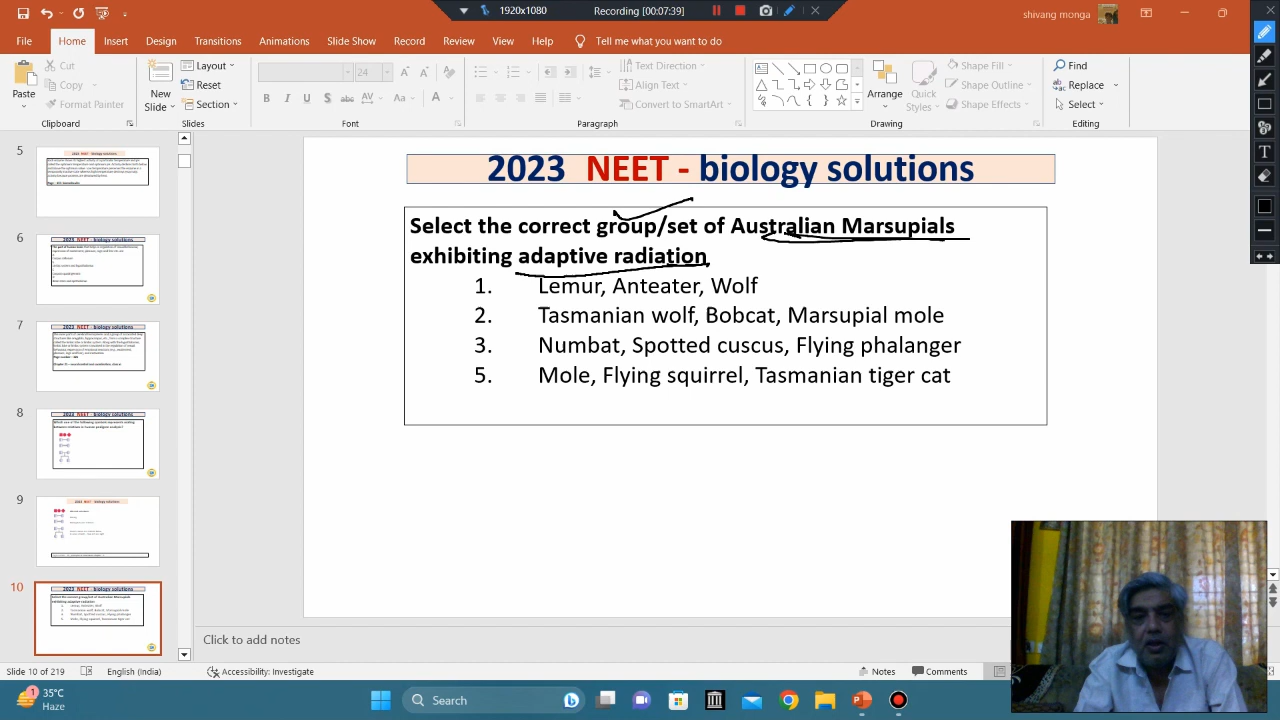 1920x1080
Recording [00:07:39]
shivang monga
File Home Insert Design Transitions Animations Slide Show Record Review View Help Tell me what you want to do
Paste
Cut
Copy
Format Painter
Clipboard
New Slide
Layout
Reset
Section
Slides
24
Font
Text Direction
Align Text
Convert to SmartArt
Paragraph
Arrange
Quick Styles
Shape Fill
Shape Outline
Shape Effects
Drawing
Find
Replace
Select
Editing
5
7
8
9
10
2023 NEET - biology solutions
Select the correct group/set of Australian Marsupials
exhibiting adaptive radiation
1. Lemur, Anteater, Wolf
2. Tasmanian wolf, Bobcat, Marsupial mole
3. Numbat, Spotted cuscus, Flying phalanger
5. Mole, Flying squirrel, Tasmanian tiger cat
Click to add notes
Slide 10 of 219 English (India) Accessibility: Investigate Notes Comments
35°C
Haze
Search